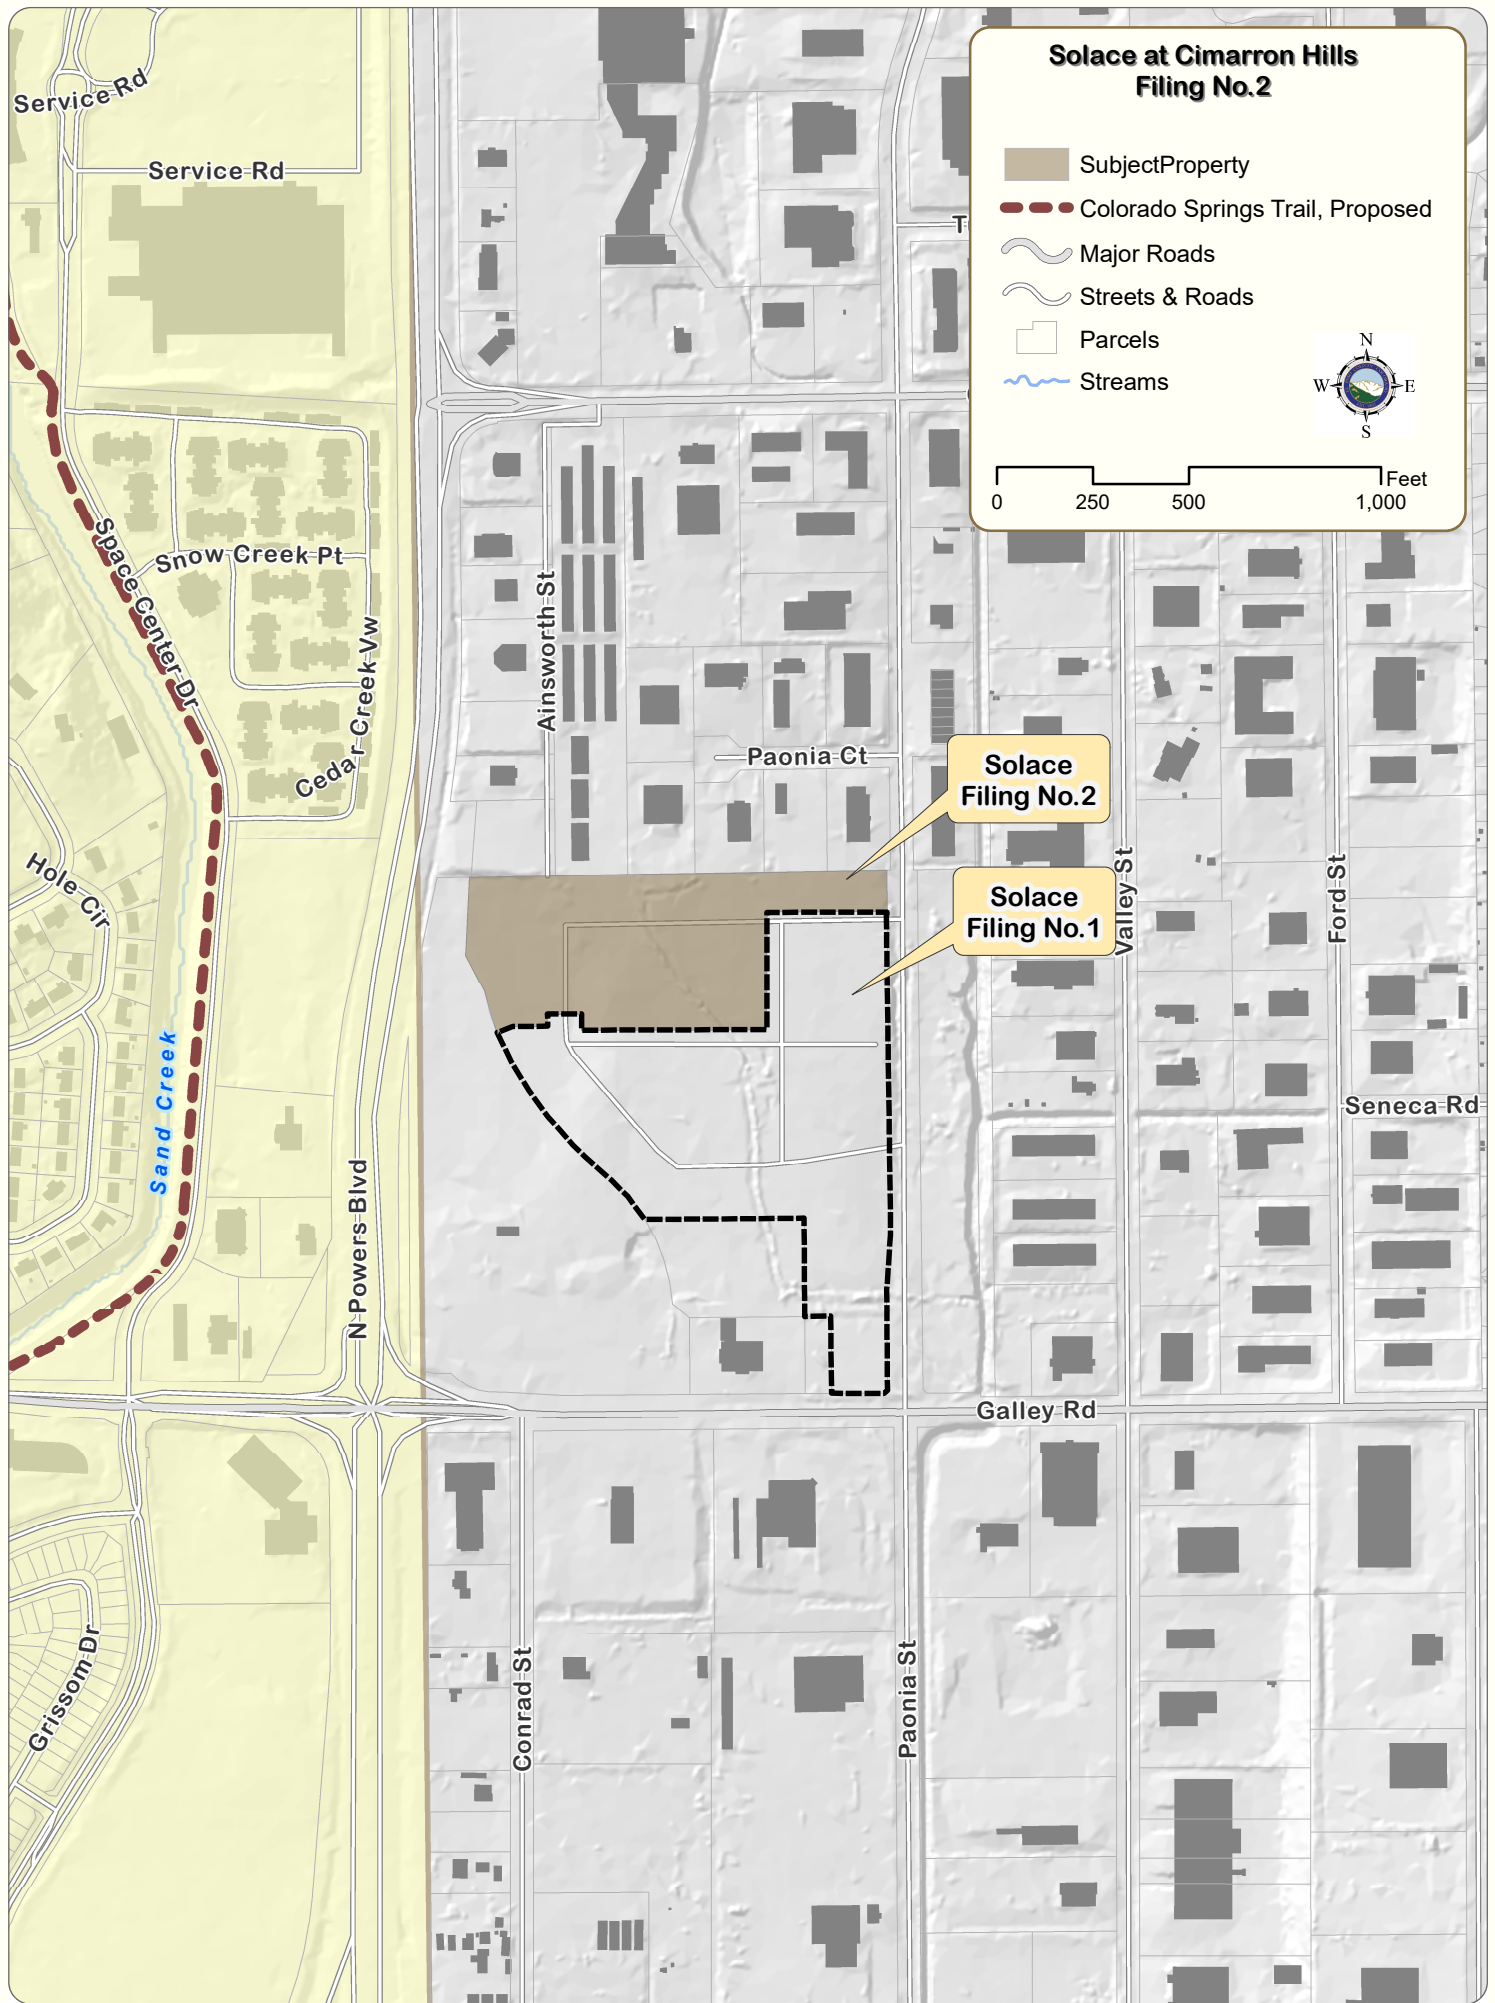 Solace at Cimarron Hills
Filing No.2
SubjectProperty
Colorado Springs Trail, Proposed
Major Roads
Streets & Roads
Parcels
Streams
N
W
E
S
Feet
0
250
500
1,000
Service Rd
Service Rd
Snow Creek Pt
Space Center Dr
Cedar Creek Vw
Ainsworth St
Paonia Ct
Solace
Filing No.2
Solace
Filing No.1
Hole Cir
Valley St
Ford St
Sand Creek
Seneca Rd
N Powers Blvd
Galley Rd
Grissom Dr
Conrad St
Paonia St